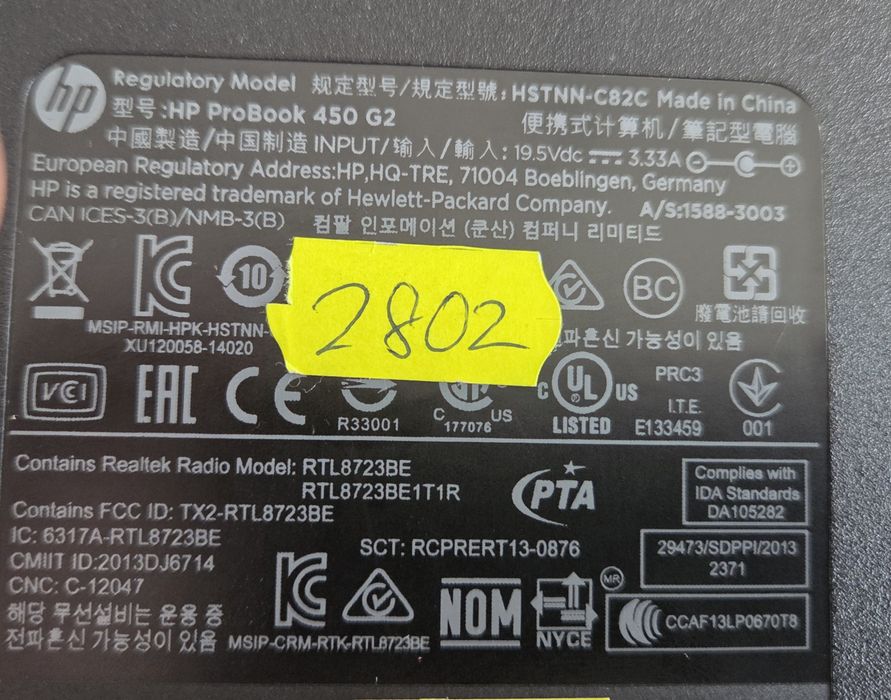 hp
Regulatory Model 规定型号/規定型號: HSTNN-C82C Made in China
型号:HP ProBook 450 G2 便携式计算机/筆記型電腦
中國製造/中国制造 INPUT/输入/輸入: 19.5Vdc 3.33A
European Regulatory Address:HP,HQ-TRE, 71004 Boeblingen, Germany
HP is a registered trademark of Hewlett-Packard Company. A/S:1588-3003
CAN ICES-3(B)/NMB-3(B) 컴팔 인포메이션 (쿤산) 컴퍼니 리미티드
10 BC
廢電池請回收
2802
MSIP-RMI-HPK-HSTNN-
XU120058-14020
전파혼신 가능성이 있음
VCI EAC CE R33001 C US 177076 C UL US LISTED PRC3 I.T.E. E133459 001
Contains Realtek Radio Model: RTL8723BE
RTL8723BE1T1R
PTA
Complies with
IDA Standards
DA105282
Contains FCC ID: TX2-RTL8723BE
IC: 6317A-RTL8723BE
CMIIT ID:2013DJ6714
CNC: C-12047
SCT: RCPRERT13-0876
29473/SDPPI/2013
2371
해당 무선설비는 운용 중
전파혼신 가능성이 있음
MSIP-CRM-RTK-RTL8723BE
NOM
NYCE
MR
CCAF13LP0670T8